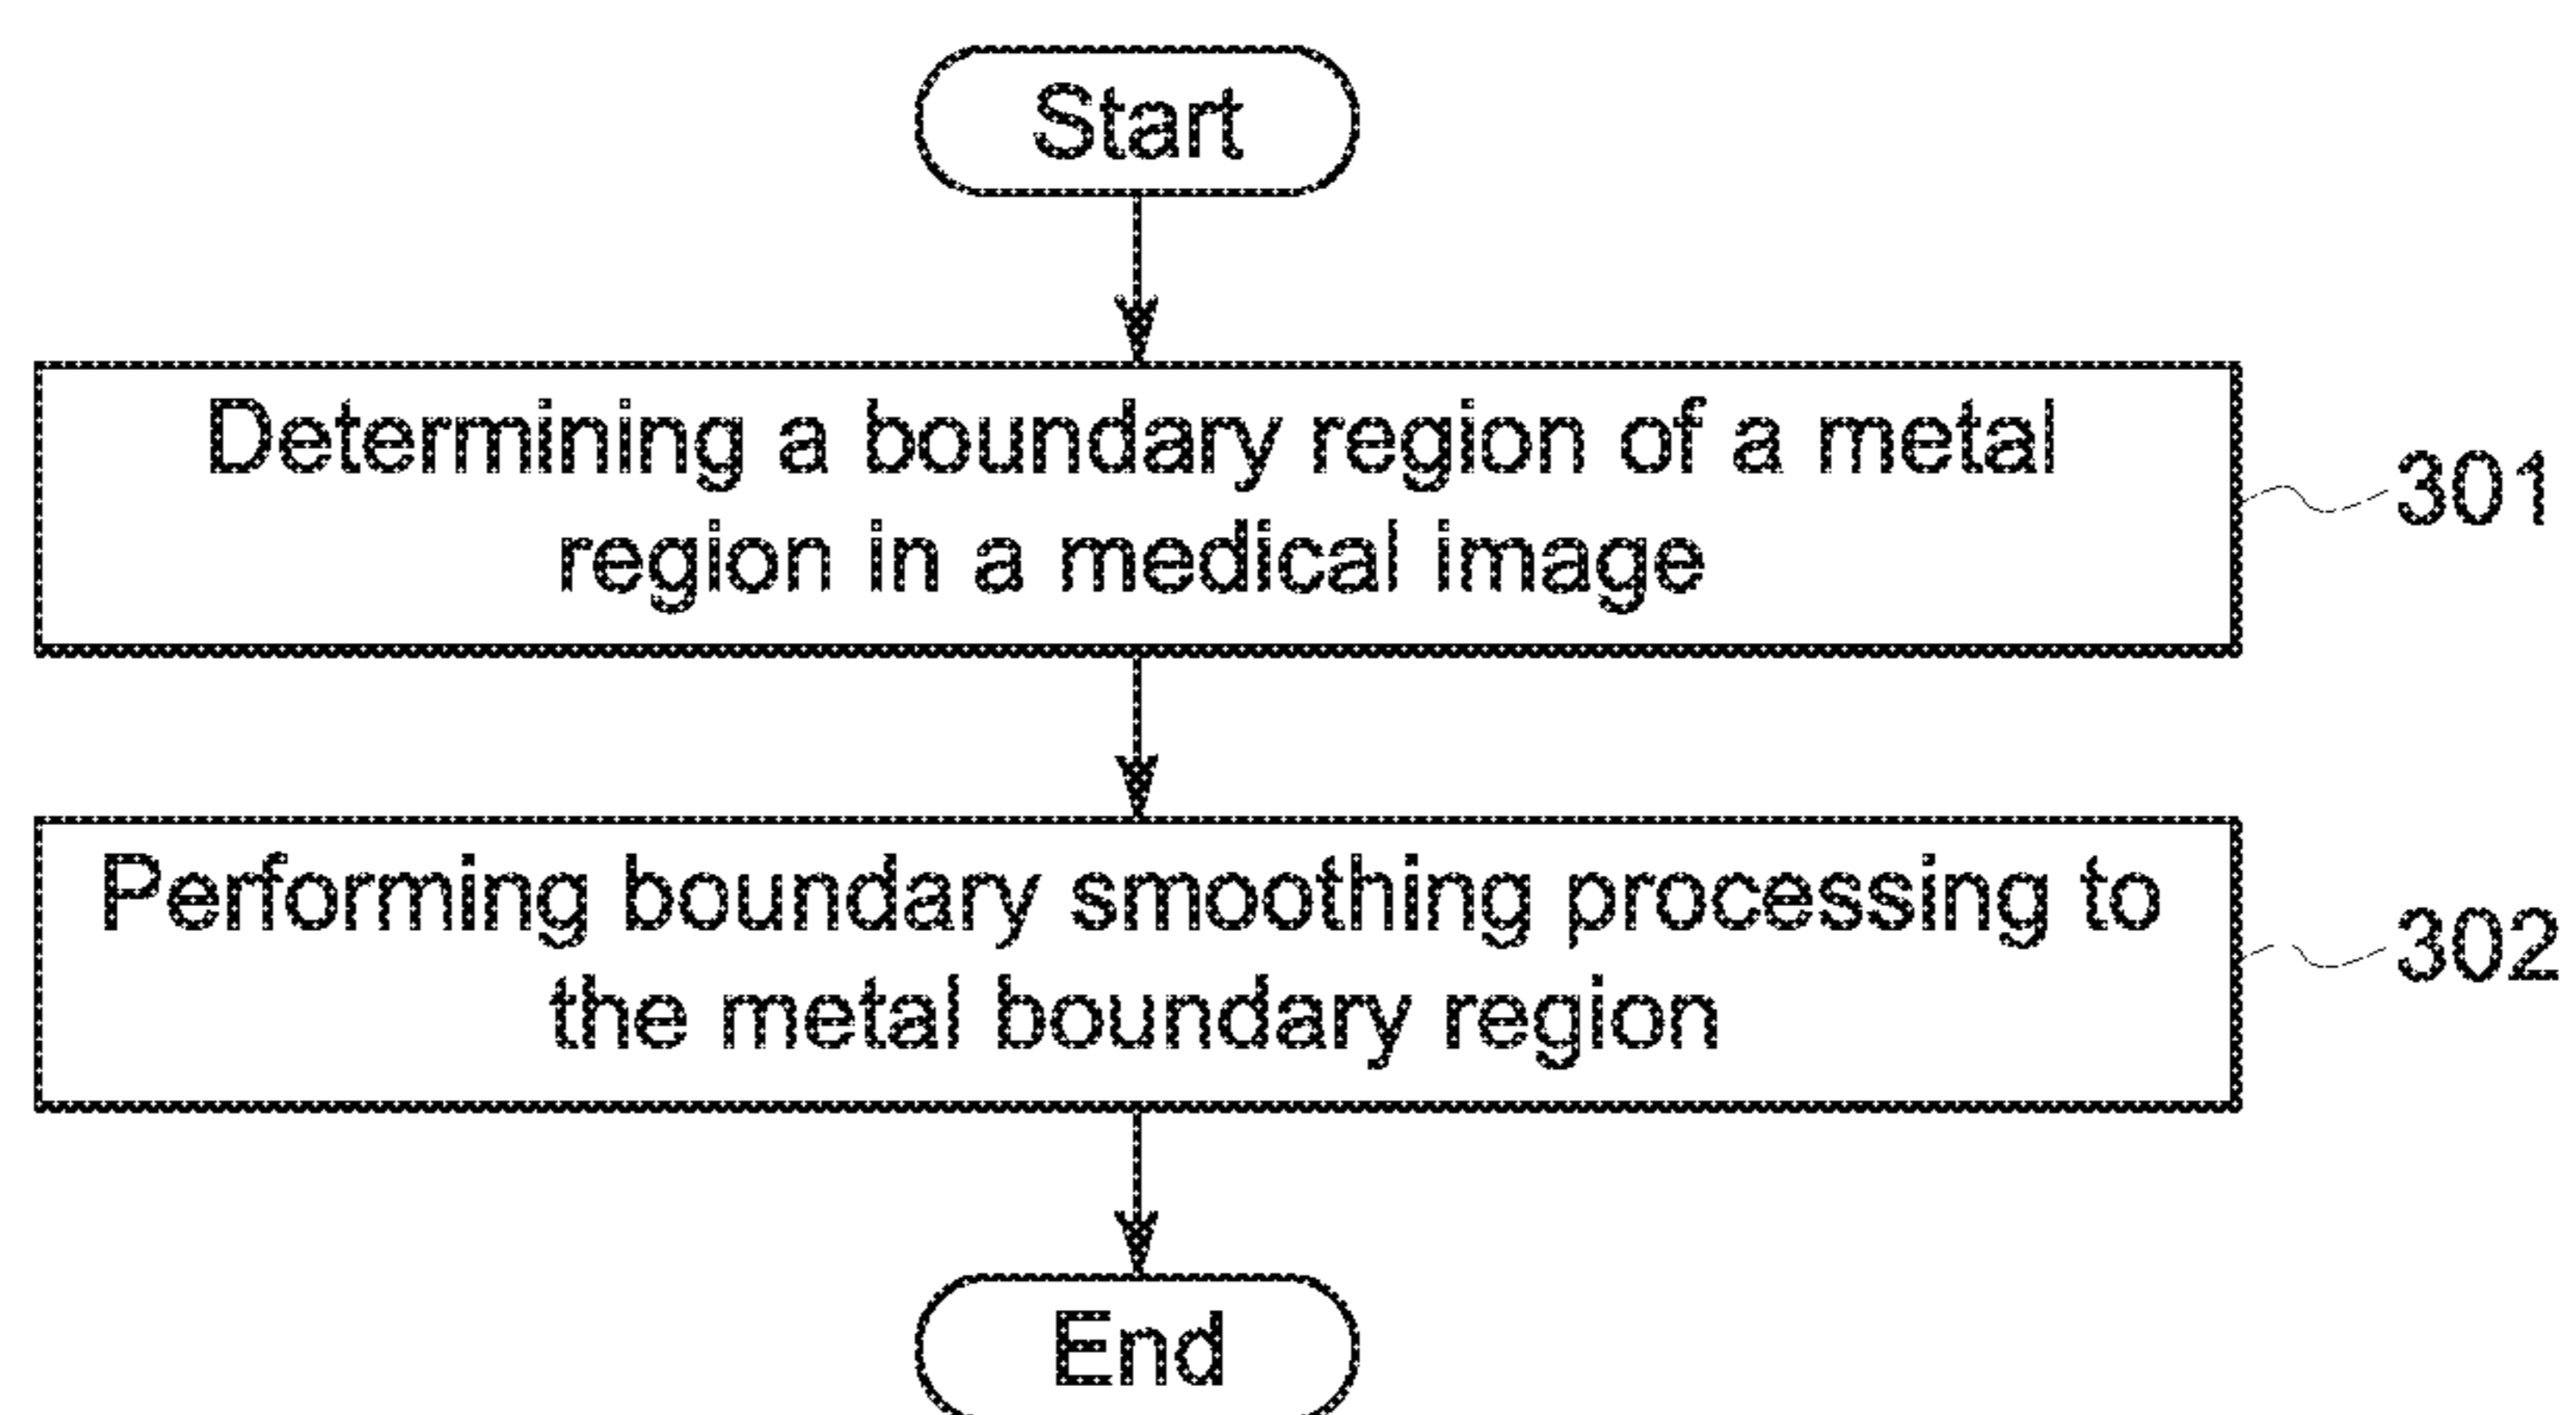 Start
Determining a boundary region of a metal
region in a medical image
301
Performing boundary smoothing processing to
the metal boundary region
302
End